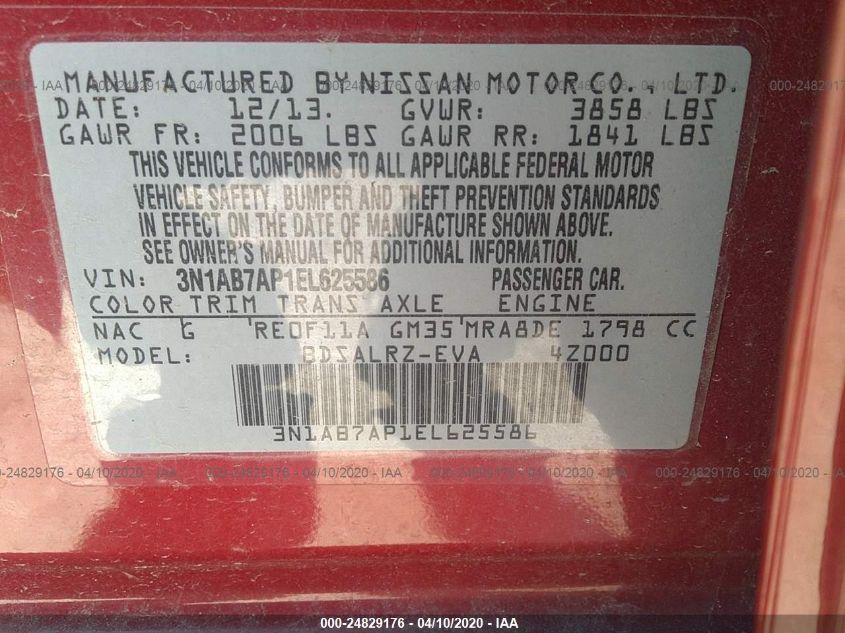 MANUFACTURED BY NISSAN MOTOR CO., LTD.
DATE: 12/13. GVWR: 3858 LBS
GAWR FR: 2006 LBS GAWR RR: 1841 LBS
THIS VEHICLE CONFORMS TO ALL APPLICABLE FEDERAL MOTOR
VEHICLE SAFETY, BUMPER AND THEFT PREVENTION STANDARDS
IN EFFECT ON THE DATE OF MANUFACTURE SHOWN ABOVE.
SEE OWNER'S MANUAL FOR ADDITIONAL INFORMATION.
VIN: 3N1AB7AP1EL625586 PASSENGER CAR.
COLOR TRIM TRANS AXLE ENGINE
NAC G RE0F11A GM35 MRA8DE 1798 CC
MODEL: BDSALRZ-EVA 4Z000
3N1AB7AP1EL625586
000-24829176 - 04/10/2020 - IAA